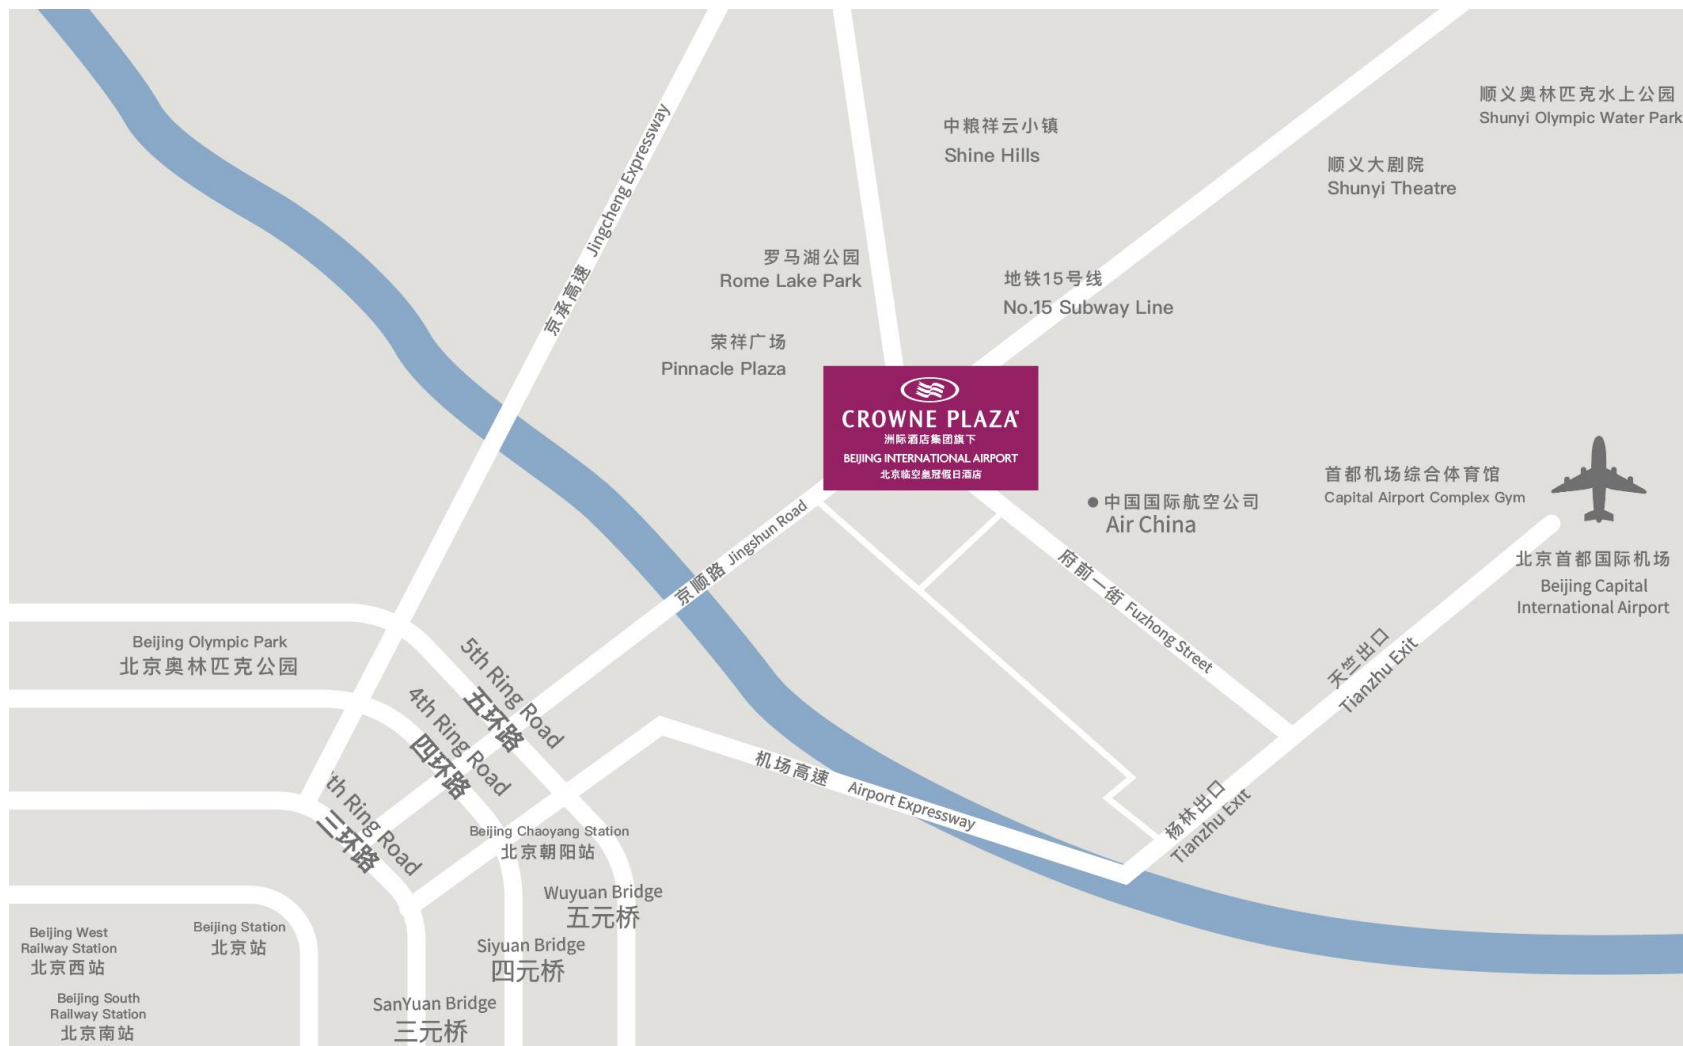 顺义奥林匹克水上公园
Shunyi Olympic Water Park
中粮祥云小镇
Shine Hills
顺义大剧院
Shunyi Theatre
京承高速 Jingcheng Expressway
罗马湖公园
Rome Lake Park
地铁15号线
No.15 Subway Line
荣祥广场
Pinnacle Plaza
CROWNE PLAZA
洲际酒店集团旗下
BEIJING INTERNATIONAL AIRPORT
北京临空皇冠假日酒店
首都机场综合体育馆
Capital Airport Complex Gym
中国国际航空公司
Air China
京顺路 Jingshun Road
府前一街 Fuzhong Street
北京首都国际机场
Beijing Capital
International Airport
天竺出口
Tianzhu Exit
Beijing Olympic Park
北京奥林匹克公园
5th Ring Road
五环路
4th Ring Road
四环路
th Ring Road
三环路
机场高速 Airport Expressway
杨林出口
Tianzhu Exit
Beijing Chaoyang Station
北京朝阳站
Wuyuan Bridge
五元桥
Siyuan Bridge
四元桥
SanYuan Bridge
三元桥
Beijing Station
北京站
Beijing West
Railway Station
北京西站
Beijing South
Railway Station
北京南站